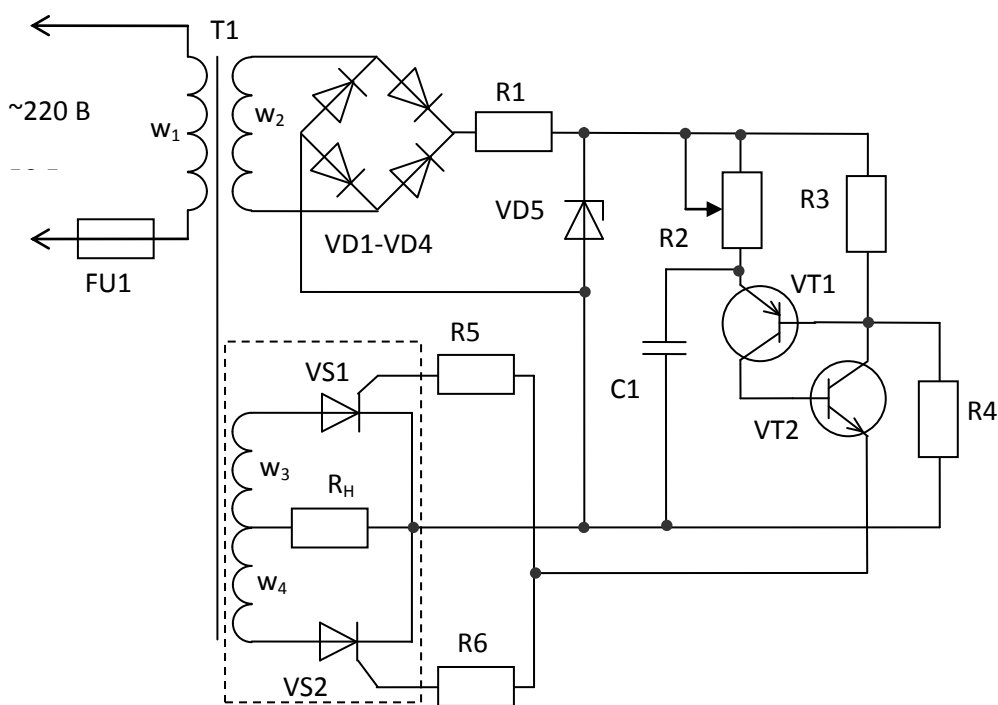 T1
~220 В
w1
w2
FU1
VD1-VD4
R1
VD5
R2
R3
VT1
C1
VT2
R4
R5
VS1
w3
RН
w4
VS2
R6